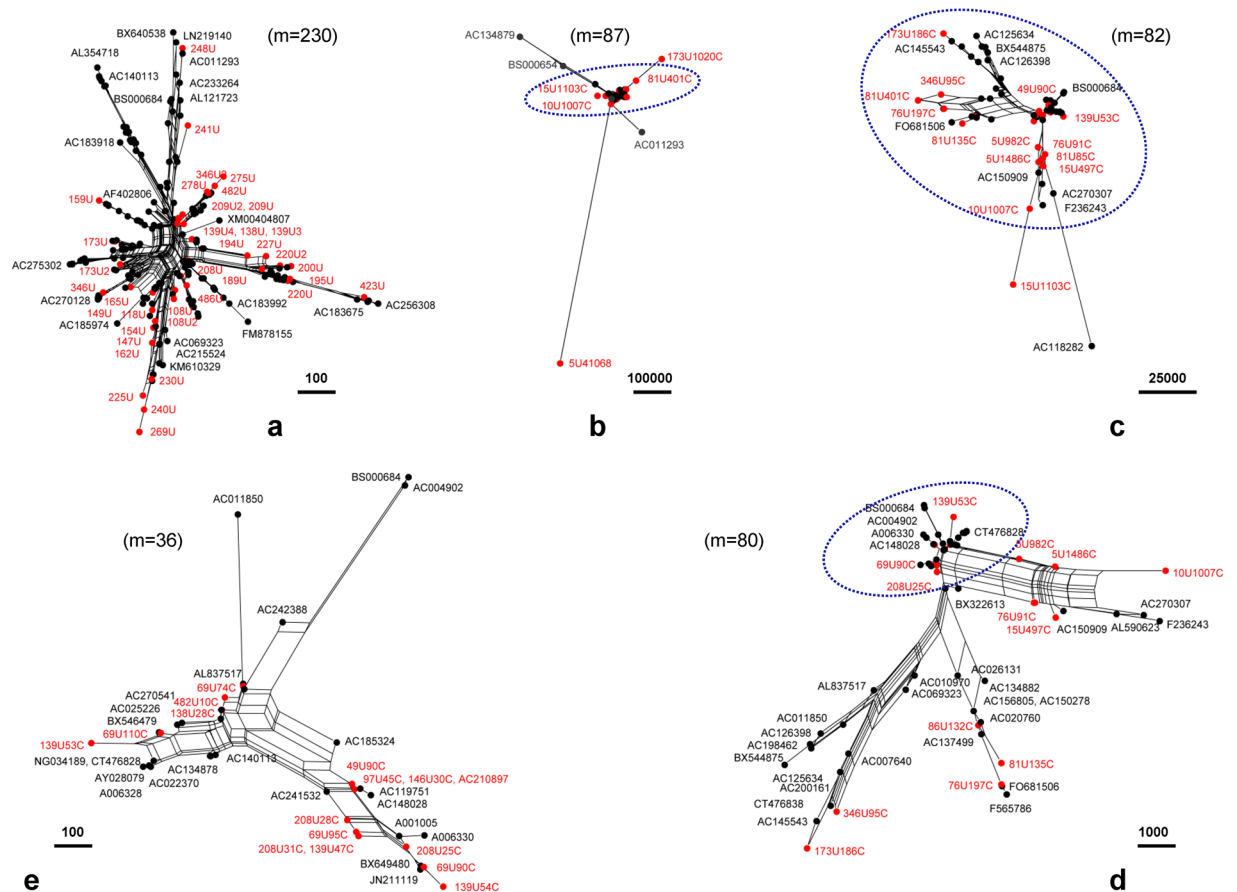 BX640538
LN219140
(m=230)
248U
AC011293
AL354718
AC140113
AC233264
BS000684
AL121723
241U
AC183918
346U2
275U
278U
482U
AF402806
159U
209U2, 209U
XM00404807
139U4, 138U, 139U3
173U
194U
227U
220U2
AC275302
173U2
208U
200U
346U
189U
195U
423U
AC270128
165U
486U
220U
149U
118U
108U
AC183992
AC183675
AC256308
AC185974
154U
108U2
FM878155
147U
AC069323
162U
AC215524
KM610329
230U
225U
240U
269U
100
a
AC134879
(m=87)
173U1020C
BS000654
81U401C
15U1103C
10U1007C
AC011293
5U41068
100000
b
173U186C
AC125634
(m=82)
AC145543
BX544875
AC126398
346U95C
49U90C
BS000684
81U401C
76U197C
139U53C
FO681506
81U135C
5U982C
76U91C
5U1486C
81U85C
15U497C
AC150909
AC270307
10U1007C
F236243
15U1103C
AC118282
25000
c
BS000684
AC004902
AC011850
(m=36)
AC242388
AL837517
69U74C
AC270541
482U10C
AC025226
138U28C
BX546479
69U110C
139U53C
AC185324
NG034189, CT476828
AC140113
49U90C
AY028079
AC134878
97U45C, 146U30C, AC210897
AC022370
AC119751
A006328
AC241532
AC148028
208U28C
A001005
69U95C
A006330
208U31C, 139U47C
208U25C
100
BX649480
69U90C
JN211119
139U54C
e
139U53C
BS000684
(m=80)
AC004902
CT476828
A006330
5U982C
AC148028
5U1486C
69U90C
10U1007C
208U25C
BX322613
AC270307
76U91C
AL590623
F236243
15U497C
AC150909
AC026131
AC010970
AC134882
AL837517
AC069323
AC156805, AC150278
AC011850
AC020760
AC126398
86U132C
AC198462
AC137499
BX544875
AC007640
81U135C
AC125634
AC200161
76U197C
FO681506
CT476838
F565786
346U95C
AC145543
1000
173U186C
d